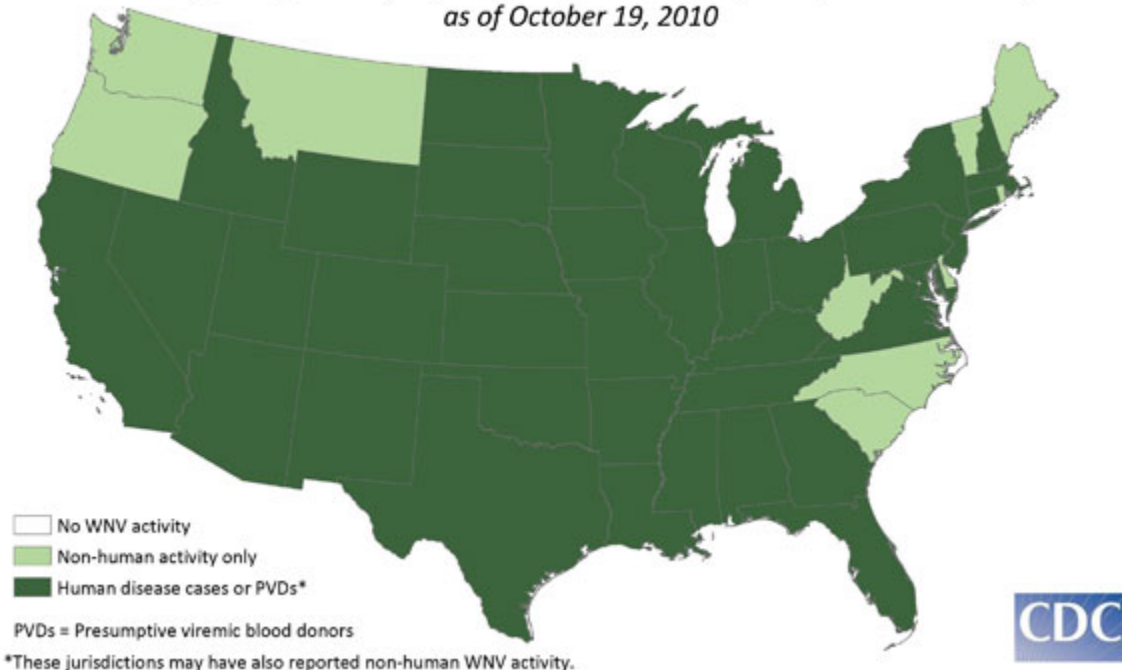 as of October 19, 2010
No WNV activity
Non-human activity only
Human disease cases or PVDs*
PVDs = Presumptive viremic blood donors
*These jurisdictions may have also reported non-human WNV activity.
CDC